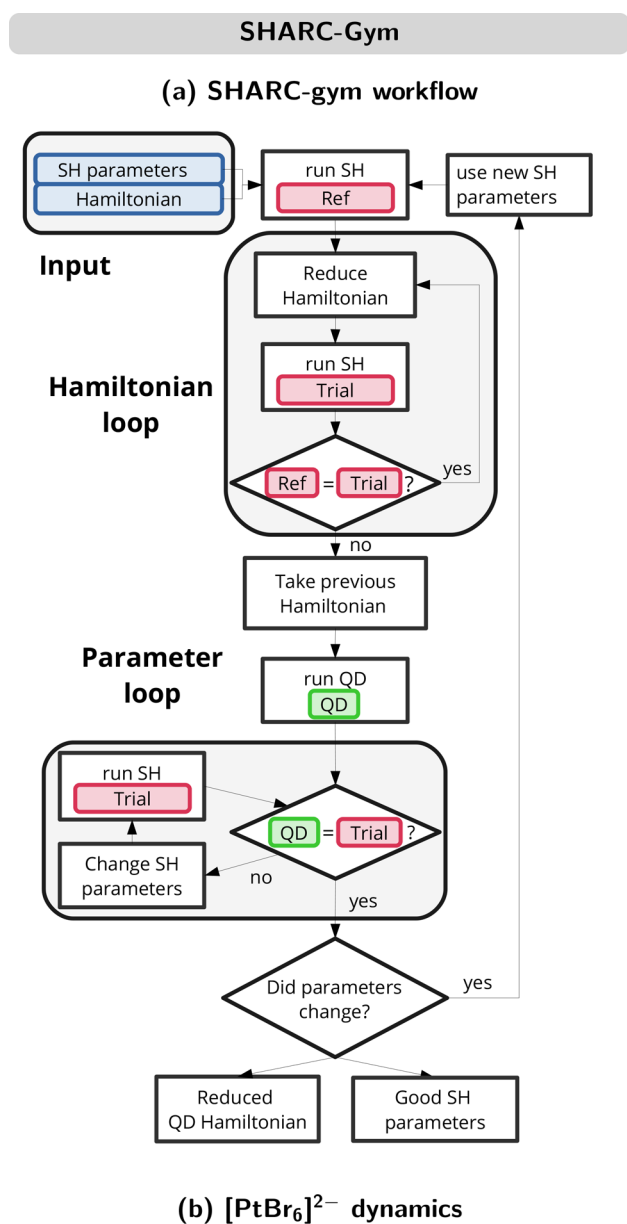 SHARC-Gym
(a) SHARC-gym workflow
SH parameters
Hamiltonian
Input
run SH
Ref
use new SH
parameters
Reduce
Hamiltonian
Hamiltonian
loop
run SH
Trial
Ref = Trial ?
yes
no
Take previous
Hamiltonian
Parameter
loop
run QD
QD
run SH
Trial
QD = Trial ?
Change SH
parameters
no
yes
Did parameters
change?
yes
Reduced
QD Hamiltonian
Good SH
parameters
(b) [PtBr₆]²⁻ dynamics